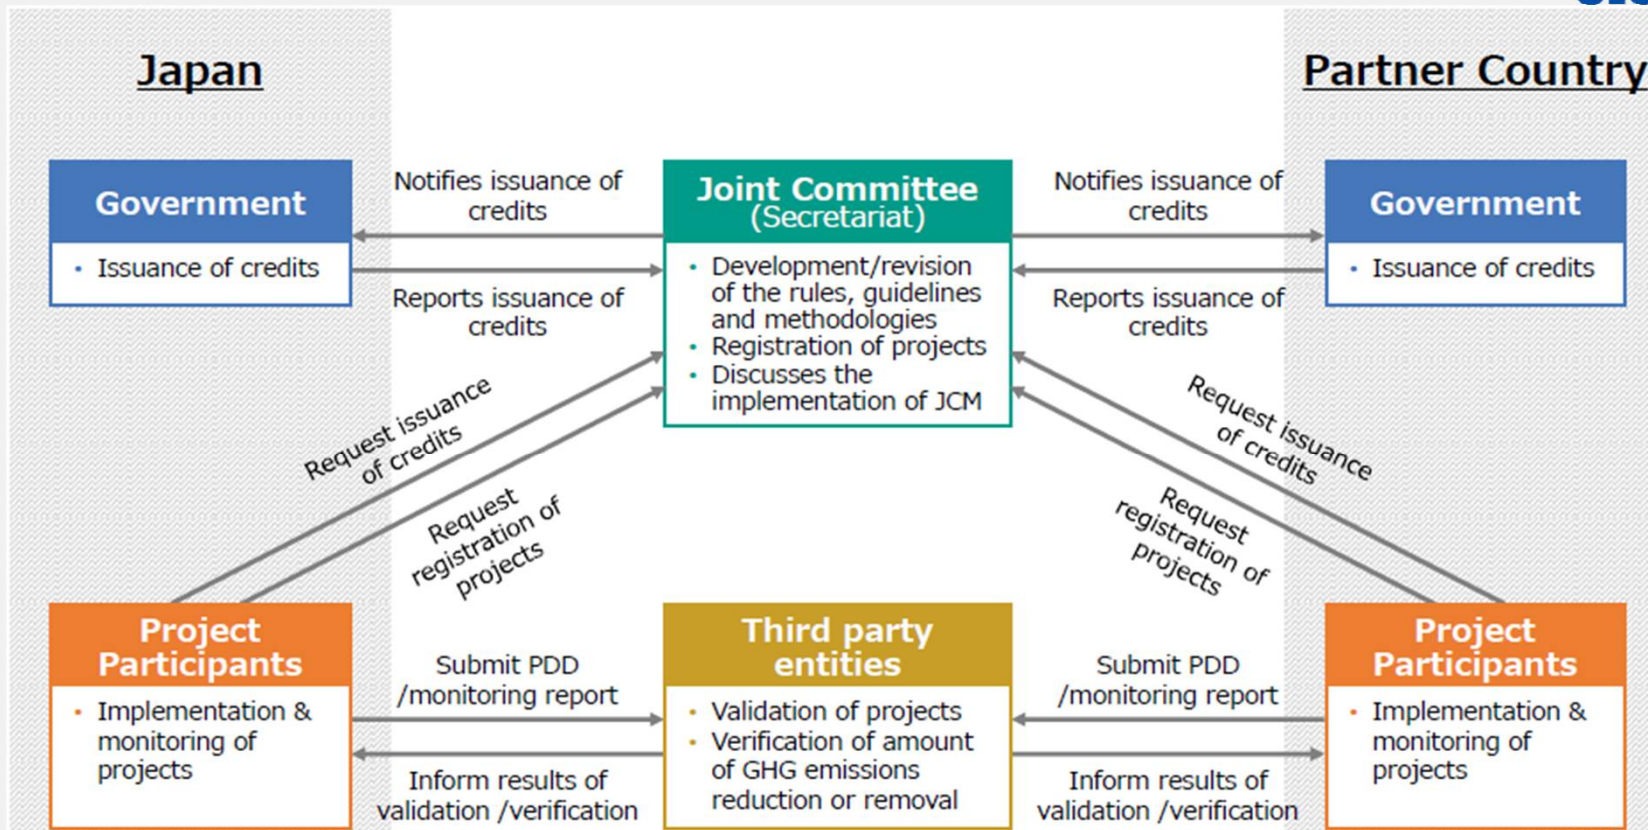 Japan
Partner Country
Government
• Issuance of credits
Notifies issuance of
credits
Reports issuance of
credits
Joint Committee
(Secretariat)
• Development/revision
of the rules, guidelines
and methodologies
• Registration of projects
• Discusses the
implementation of JCM
Notifies issuance of
credits
Reports issuance of
credits
Government
• Issuance of credits
Request issuance
of credits
Request
registration of
projects
Request issuance
of credits
Request
registration of
projects
Project
Participants
• Implementation &
monitoring of
projects
Submit PDD
/monitoring report
Inform results of
validation /verification
Third party
entities
• Validation of projects
• Verification of amount
of GHG emissions
reduction or removal
Submit PDD
/monitoring report
Inform results of
validation /verification
Project
Participants
• Implementation &
monitoring of
projects